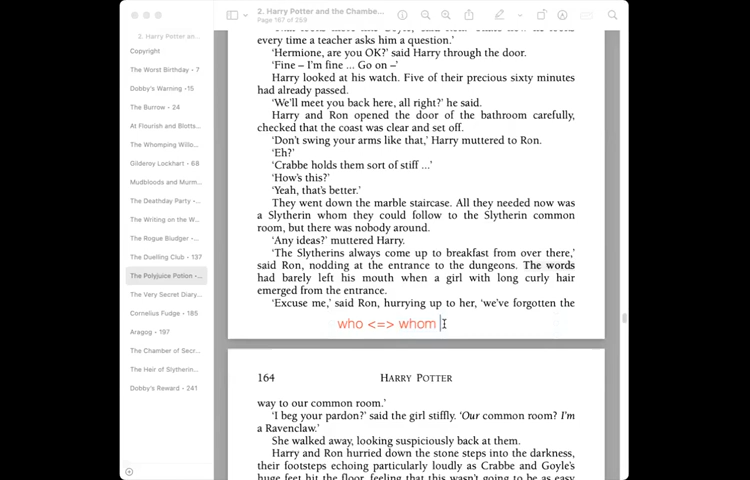 2. Harry Potter and the Chambe...
Page 167 of 259
2. Harry Potter an...
Copyright
The Worst Birthday • 7
Dobby's Warning •15
The Burrow • 24
At Flourish and Blotts...
The Whomping Willo...
Gilderoy Lockhart • 68
Mudbloods and Murm...
The Deathday Party •...
The Writing on the W...
The Rogue Bludger •...
The Duelling Club • 137
The Polyjuice Potion •...
The Very Secret Diary...
Cornelius Fudge • 185
Aragog • 197
The Chamber of Secr...
The Heir of Slytherin...
Dobby's Reward • 241
every time a teacher asks him a question.'
'Hermione, are you OK?' said Harry through the door.
'Fine – I'm fine ... Go on –'
Harry looked at his watch. Five of their precious sixty minutes
had already passed.
'We'll meet you back here, all right?' he said.
Harry and Ron opened the door of the bathroom carefully,
checked that the coast was clear and set off.
'Don't swing your arms like that,' Harry muttered to Ron.
'Eh?'
'Crabbe holds them sort of stiff ...'
'How's this?'
'Yeah, that's better.'
They went down the marble staircase. All they needed now was
a Slytherin whom they could follow to the Slytherin common
room, but there was nobody around.
'Any ideas?' muttered Harry.
'The Slytherins always come up to breakfast from over there,'
said Ron, nodding at the entrance to the dungeons. The words
had barely left his mouth when a girl with long curly hair
emerged from the entrance.
'Excuse me,' said Ron, hurrying up to her, 'we've forgotten the
who <=> whom
164 HARRY POTTER
way to our common room.'
'I beg your pardon?' said the girl stiffly. 'Our common room? I'm
a Ravenclaw.'
She walked away, looking suspiciously back at them.
Harry and Ron hurried down the stone steps into the darkness,
their footsteps echoing particularly loudly as Crabbe and Goyle's
huge feet hit the floor, feeling that this wasn't going to be as easy